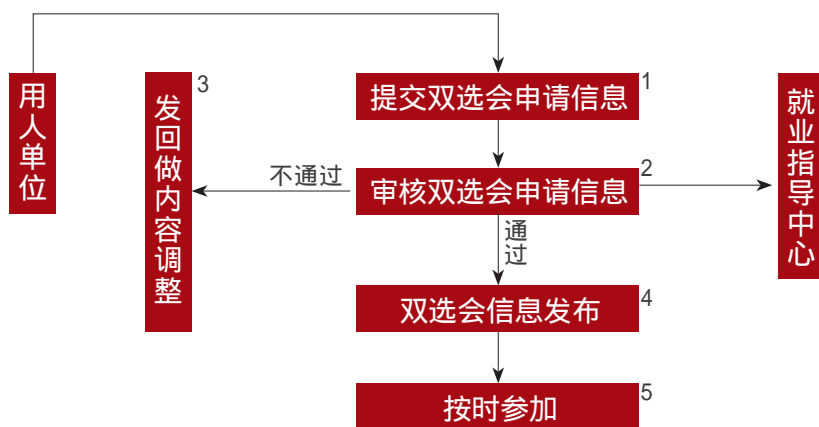 用人单位
3
发回做内容调整
不通过
1
提交双选会申请信息
2
审核双选会申请信息
通过
4
双选会信息发布
5
按时参加
就业指导中心